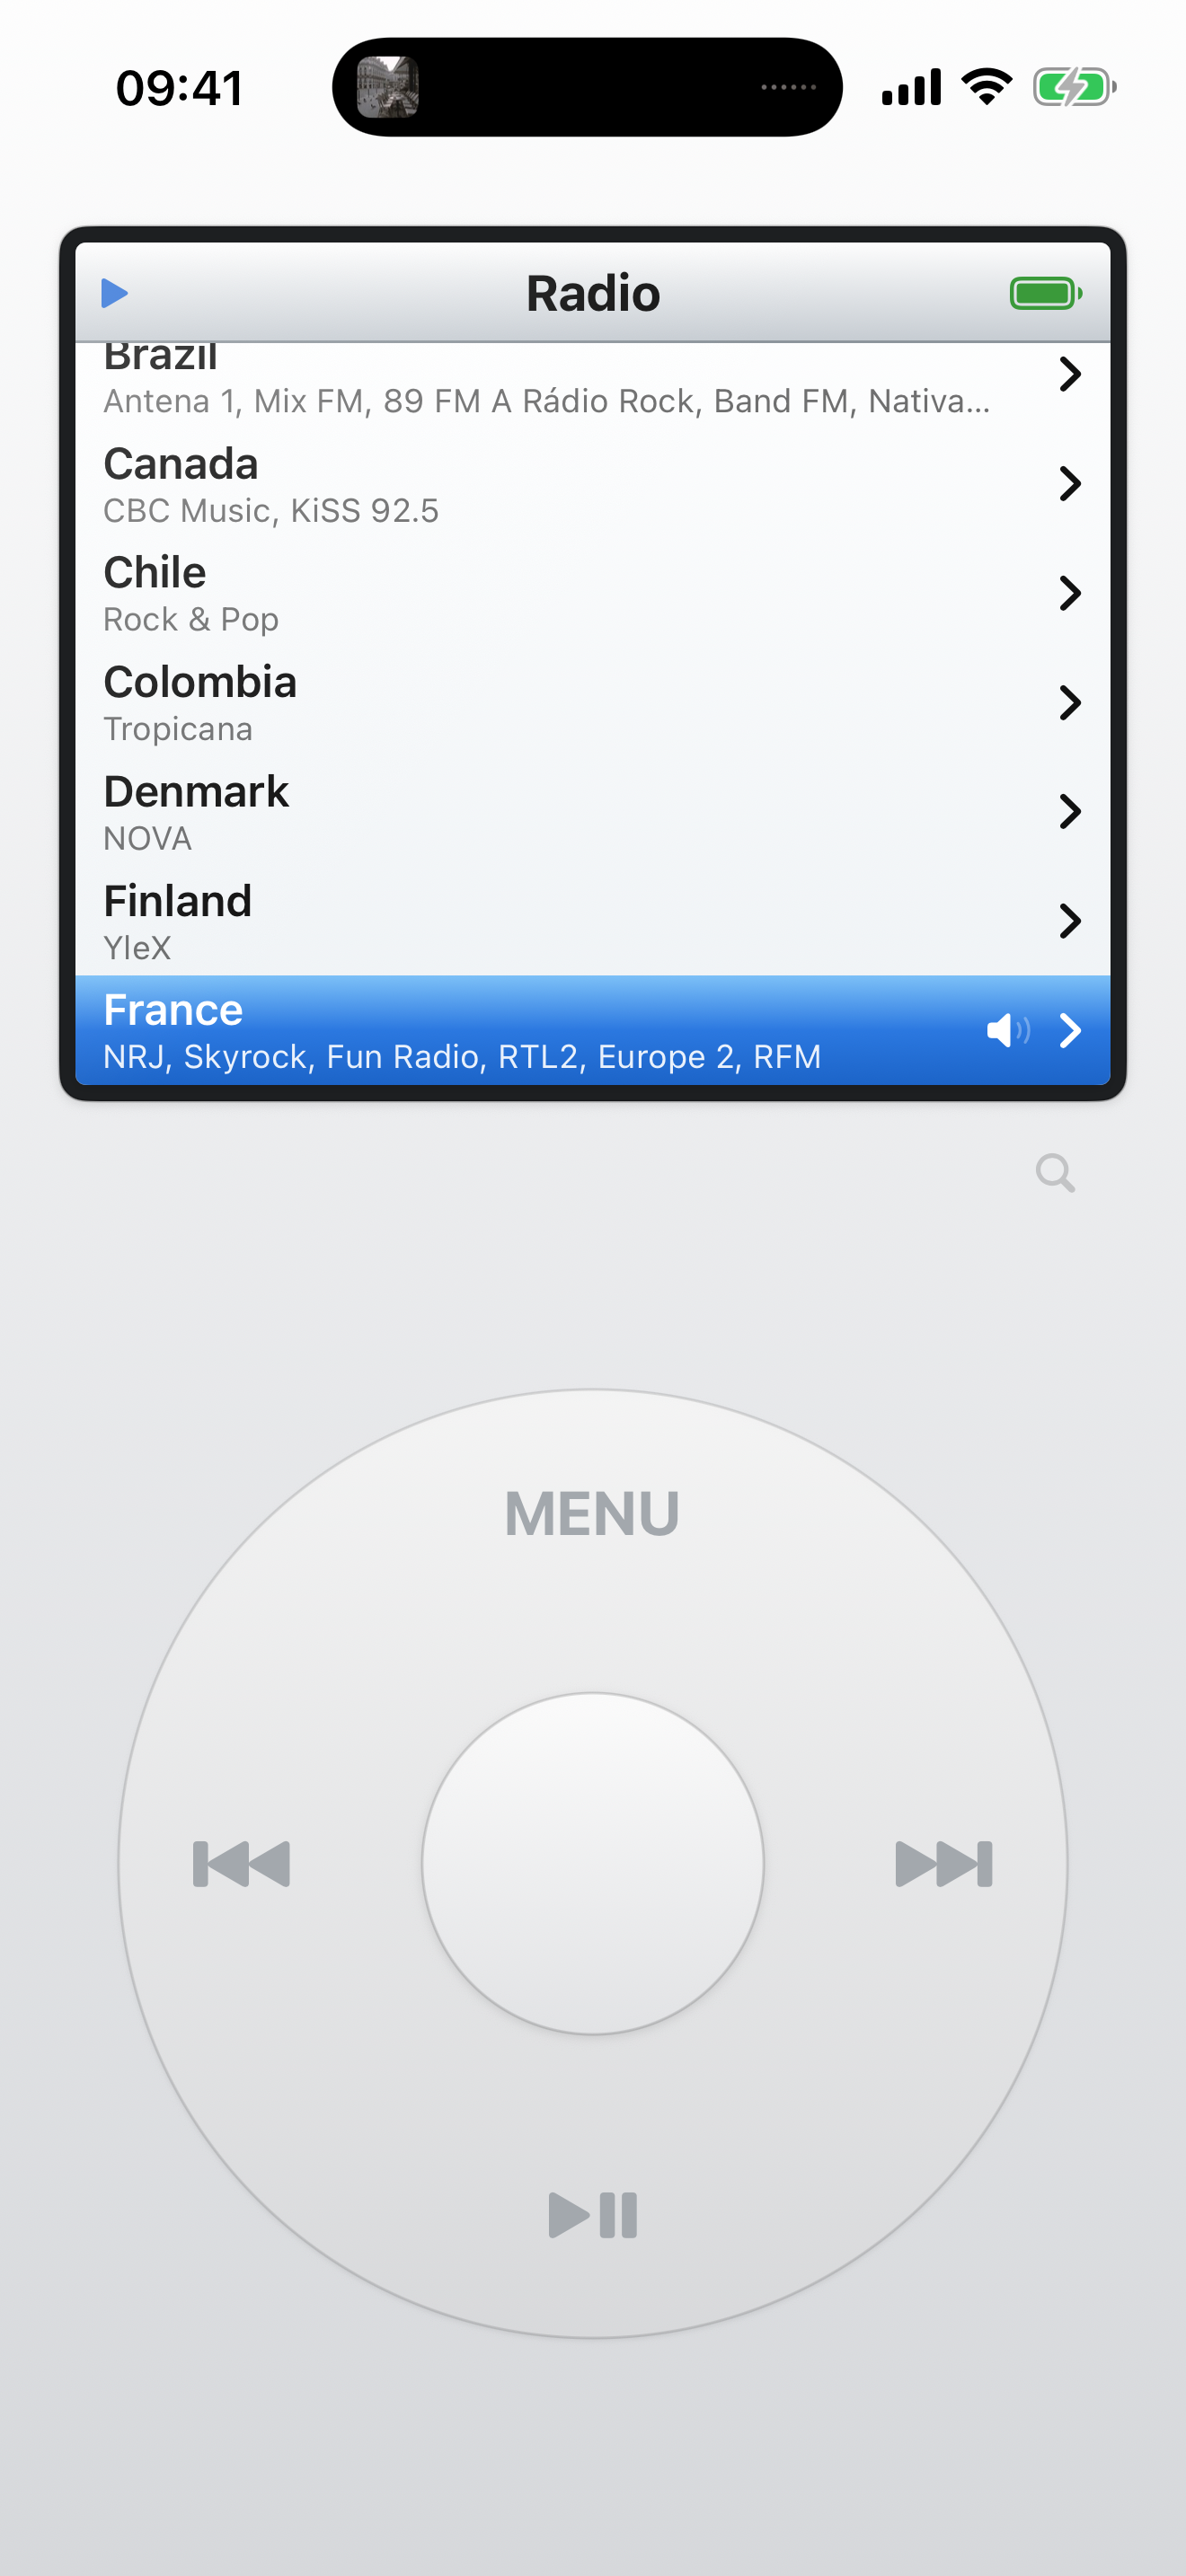 09:41
Radio
Brazil
Antena 1, Mix FM, 89 FM A Rádio Rock, Band FM, Nativa...
Canada
CBC Music, KiSS 92.5
Chile
Rock & Pop
Colombia
Tropicana
Denmark
NOVA
Finland
YleX
France
NRJ, Skyrock, Fun Radio, RTL2, Europe 2, RFM
MENU